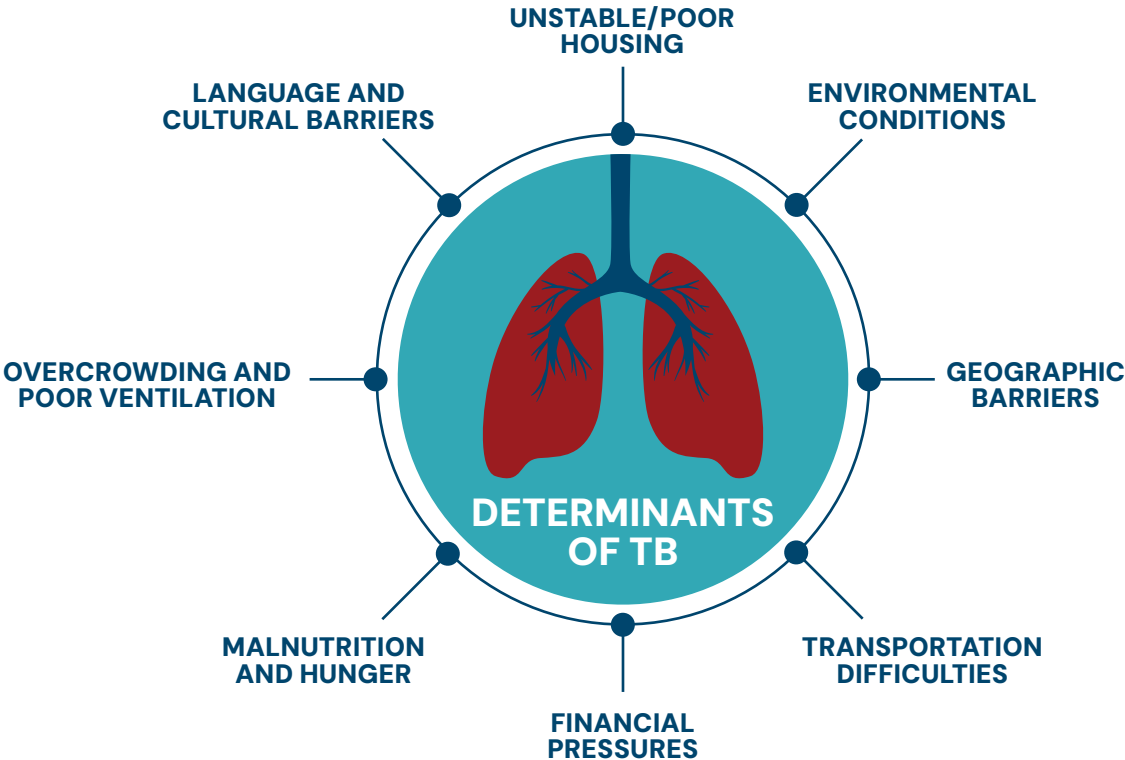 UNSTABLE/POOR
HOUSING
ENVIRONMENTAL
CONDITIONS
GEOGRAPHIC
BARRIERS
TRANSPORTATION
DIFFICULTIES
FINANCIAL
PRESSURES
MALNUTRITION
AND HUNGER
OVERCROWDING AND
POOR VENTILATION
LANGUAGE AND
CULTURAL BARRIERS
DETERMINANTS
OF TB